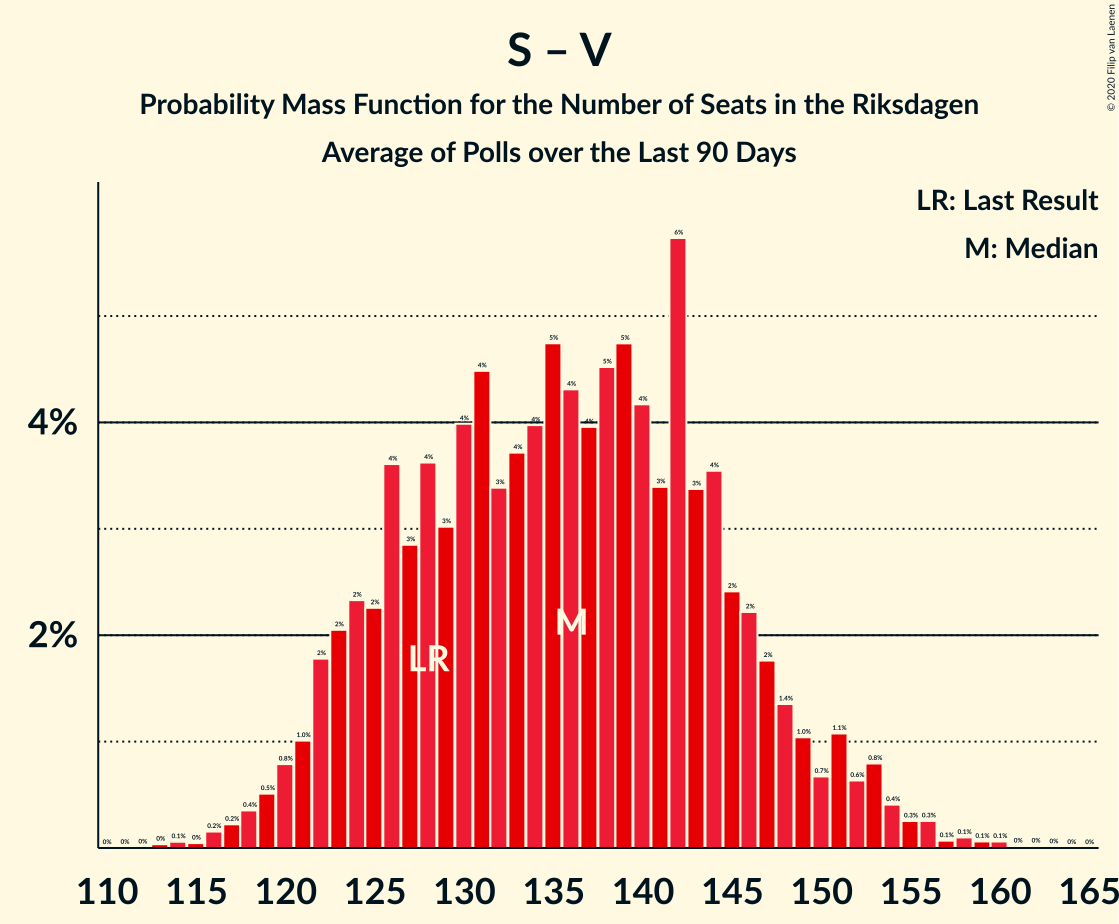 S – V
Probability Mass Function for the Number of Seats in the Riksdagen
Average of Polls over the Last 90 Days
© 2020 Filip van Laenen
LR: Last Result
M: Median
4%
2%
0% 0% 0% 0% 0.1% 0% 0.2% 0.2% 0.4% 0.5% 0.8% 1.0% 2% 2% 2% 2% 4% 3% 4% 3% 4% 4% 3% 4% 4% 5% 4% 4% 5% 5% 4% 3% 6% 3% 4% 2% 2% 2% 1.4% 1.0% 0.7% 1.1% 0.6% 0.8% 0.4% 0.3% 0.3% 0.1% 0.1% 0.1% 0.1% 0% 0% 0% 0% 0%
LR
M
110 115 120 125 130 135 140 145 150 155 160 165